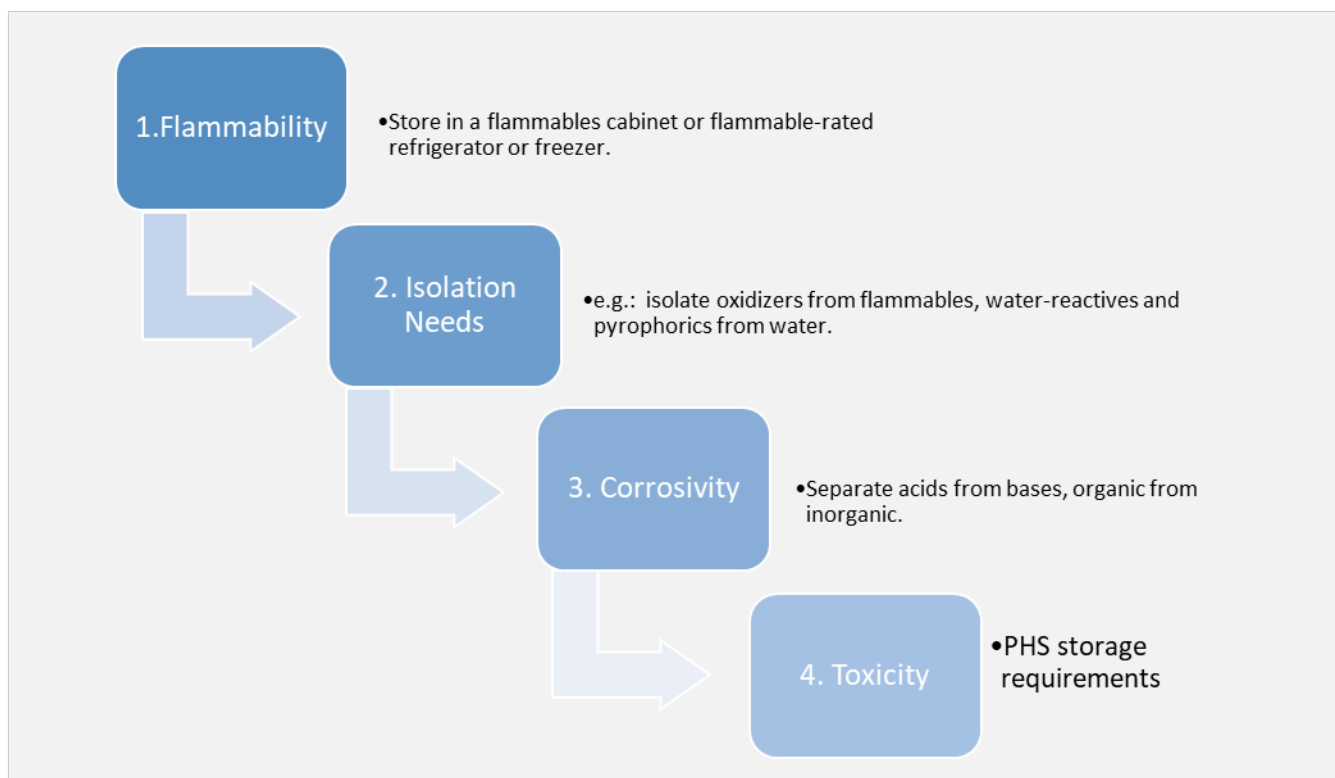 1.Flammability
•Store in a flammables cabinet or flammable-rated
refrigerator or freezer.
2. Isolation
Needs
•e.g.:  isolate oxidizers from flammables, water-reactives and
pyrophorics from water.
3. Corrosivity
•Separate acids from bases, organic from
inorganic.
4. Toxicity
•PHS storage
requirements